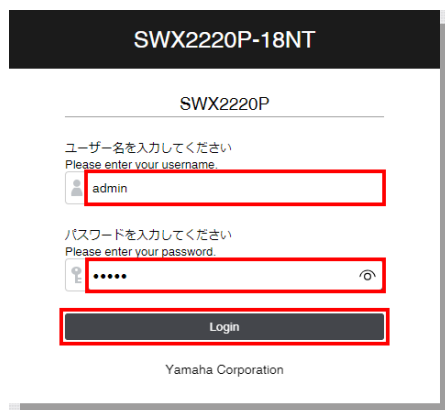 SWX2220P-18NT
SWX2220P
ユーザー名を入力してください
Please enter your username.
admin
パスワードを入力してください
Please enter your password.
•••••
Login
Yamaha Corporation